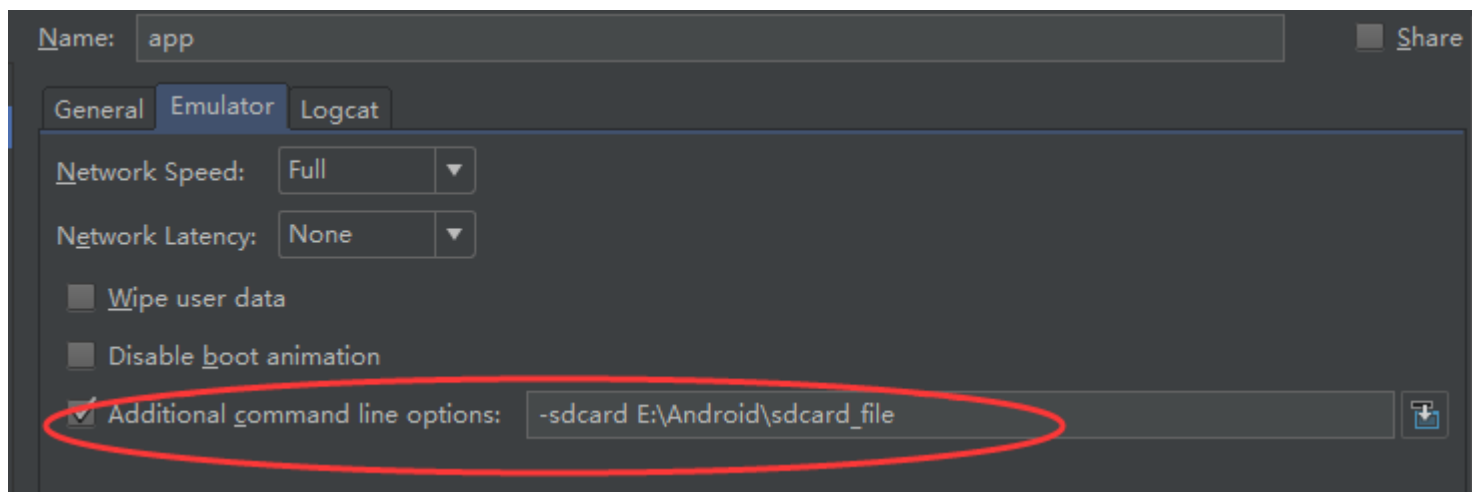 Name: app Share
General Emulator Logcat
Network Speed: Full
Network Latency: None
Wipe user data
Disable boot animation
Additional command line options: -sdcard E:\Android\sdcard_file